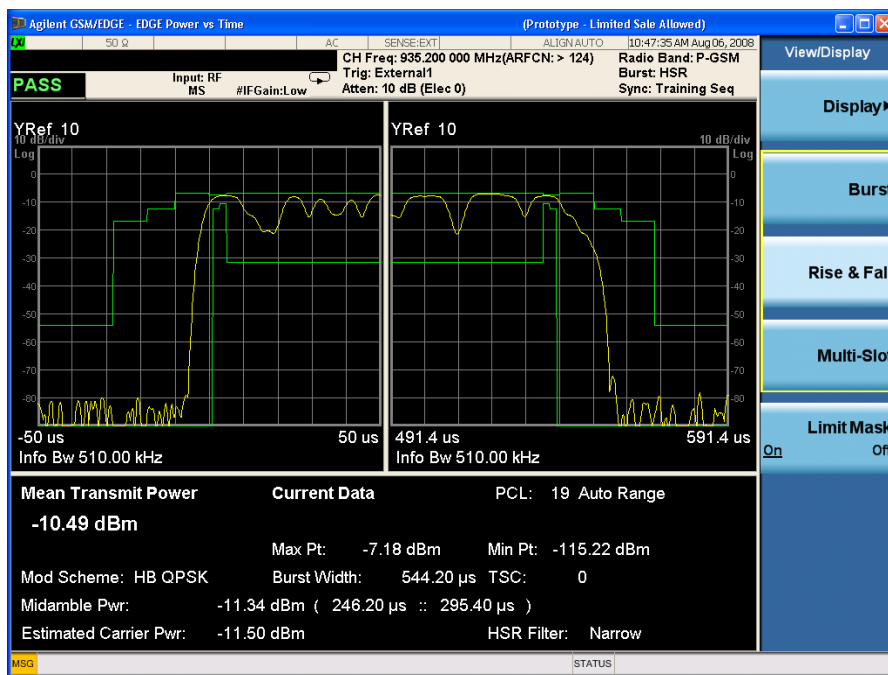 Agilent GSM/EDGE - EDGE Power vs Time (Prototype - Limited Sale Allowed)
LXI 50 Ω AC SENSE:EXT ALIGN AUTO 10:47:35 AM Aug 06, 2008
CH Freq: 935.200 000 MHz(ARFCN: > 124) Radio Band: P-GSM
PASS Input: RF Trig: External1 Burst: HSR
MS #IFGain:Low Atten: 10 dB (Elec 0) Sync: Training Seq
YRef 10 YRef 10
10 dB/div 10 dB/div
Log Log
0 0
-10 -10
-20 -20
-30 -30
-40 -40
-50 -50
-60 -60
-70 -70
-80 -80
-50 us 50 us 491.4 us 591.4 us
Info Bw 510.00 kHz Info Bw 510.00 kHz
Mean Transmit Power Current Data PCL: 19 Auto Range
-10.49 dBm
Max Pt: -7.18 dBm Min Pt: -115.22 dBm
Mod Scheme: HB QPSK Burst Width: 544.20 µs TSC: 0
Midamble Pwr: -11.34 dBm ( 246.20 µs :: 295.40 µs )
Estimated Carrier Pwr: -11.50 dBm HSR Filter: Narrow
MSG STATUS
View/Display
Display
Burst
Rise & Fal
Multi-Slot
Limit Mask
On Off